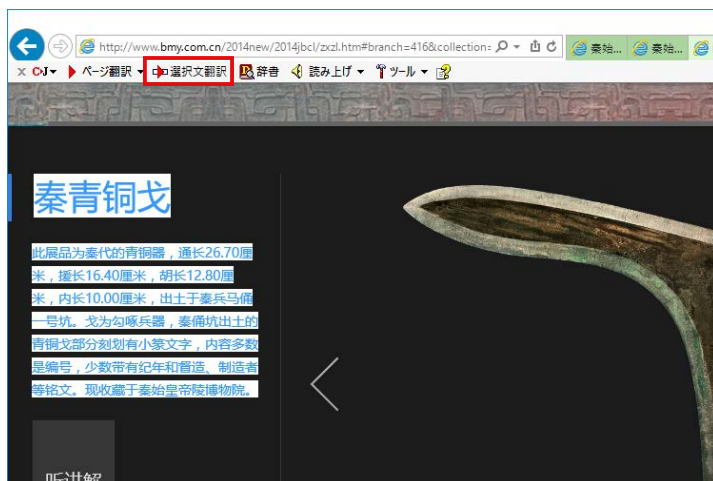 http://www.bmy.com.cn/2014new/2014jbcl/zxzl.htm#branch=416&collection=
秦始... 秦始...
× CJ ページ翻訳 選択文翻訳 辞書 読み上げ ツール
秦青铜戈
此展品为秦代的青铜器，通长26.70厘
米，援长16.40厘米，胡长12.80厘
米，内长10.00厘米，出土于秦兵马俑
一号坑。戈为勾啄兵器，秦俑坑出土的
青铜戈部分刻划有小篆文字，内容多数
是编号，少数带有纪年和督造、制造者
等铭文。现收藏于秦始皇帝陵博物院。
听讲解